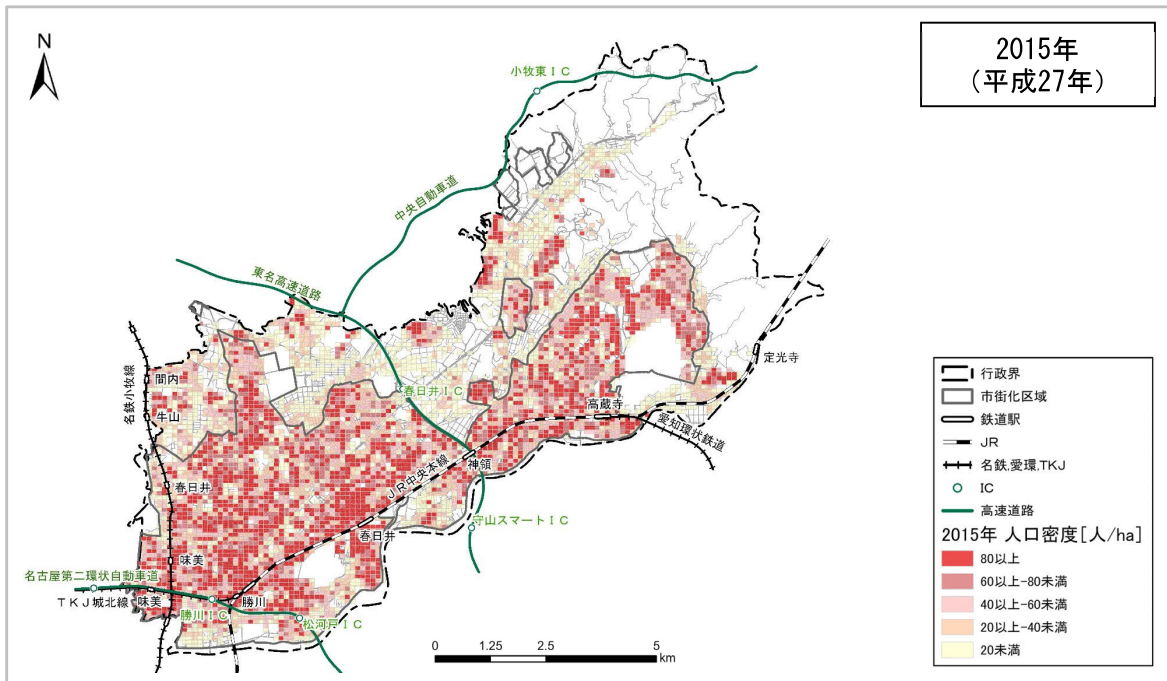 2015年
(平成27年)
N
小牧東IC
中央自動車道
東名高速道路
名鉄小牧線
間内
牛山
春日井IC
定光寺
高蔵寺
愛知環状鉄道
神領
JR中央本線
春日井
守山スマートIC
春日井
味美
名古屋第二環状自動車道
TKJ城北線
味美
勝川
勝川IC
松河戸IC
0 1.25 2.5 5
km
行政界
市街化区域
鉄道駅
JR
名鉄,愛環,TKJ
IC
高速道路
2015年 人口密度[人/ha]
80以上
60以上-80未満
40以上-60未満
20以上-40未満
20未満